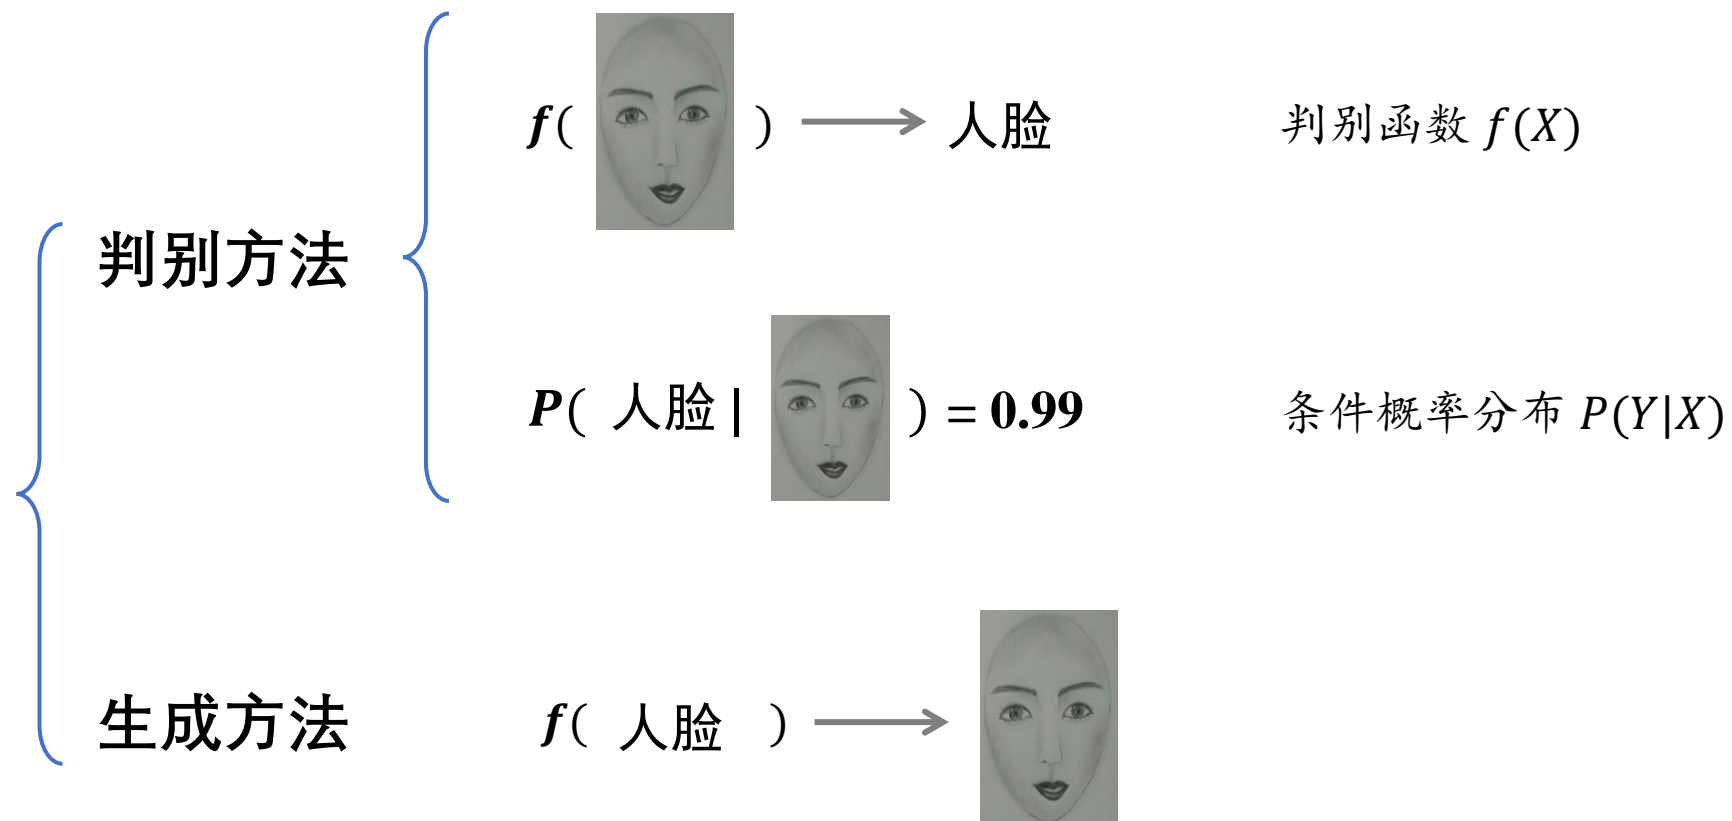 f( ) 人脸 判别函数 f(X)
判别方法
P( 人脸 | ) = 0.99 条件概率分布 P(Y|X)
生成方法 f( 人脸 )